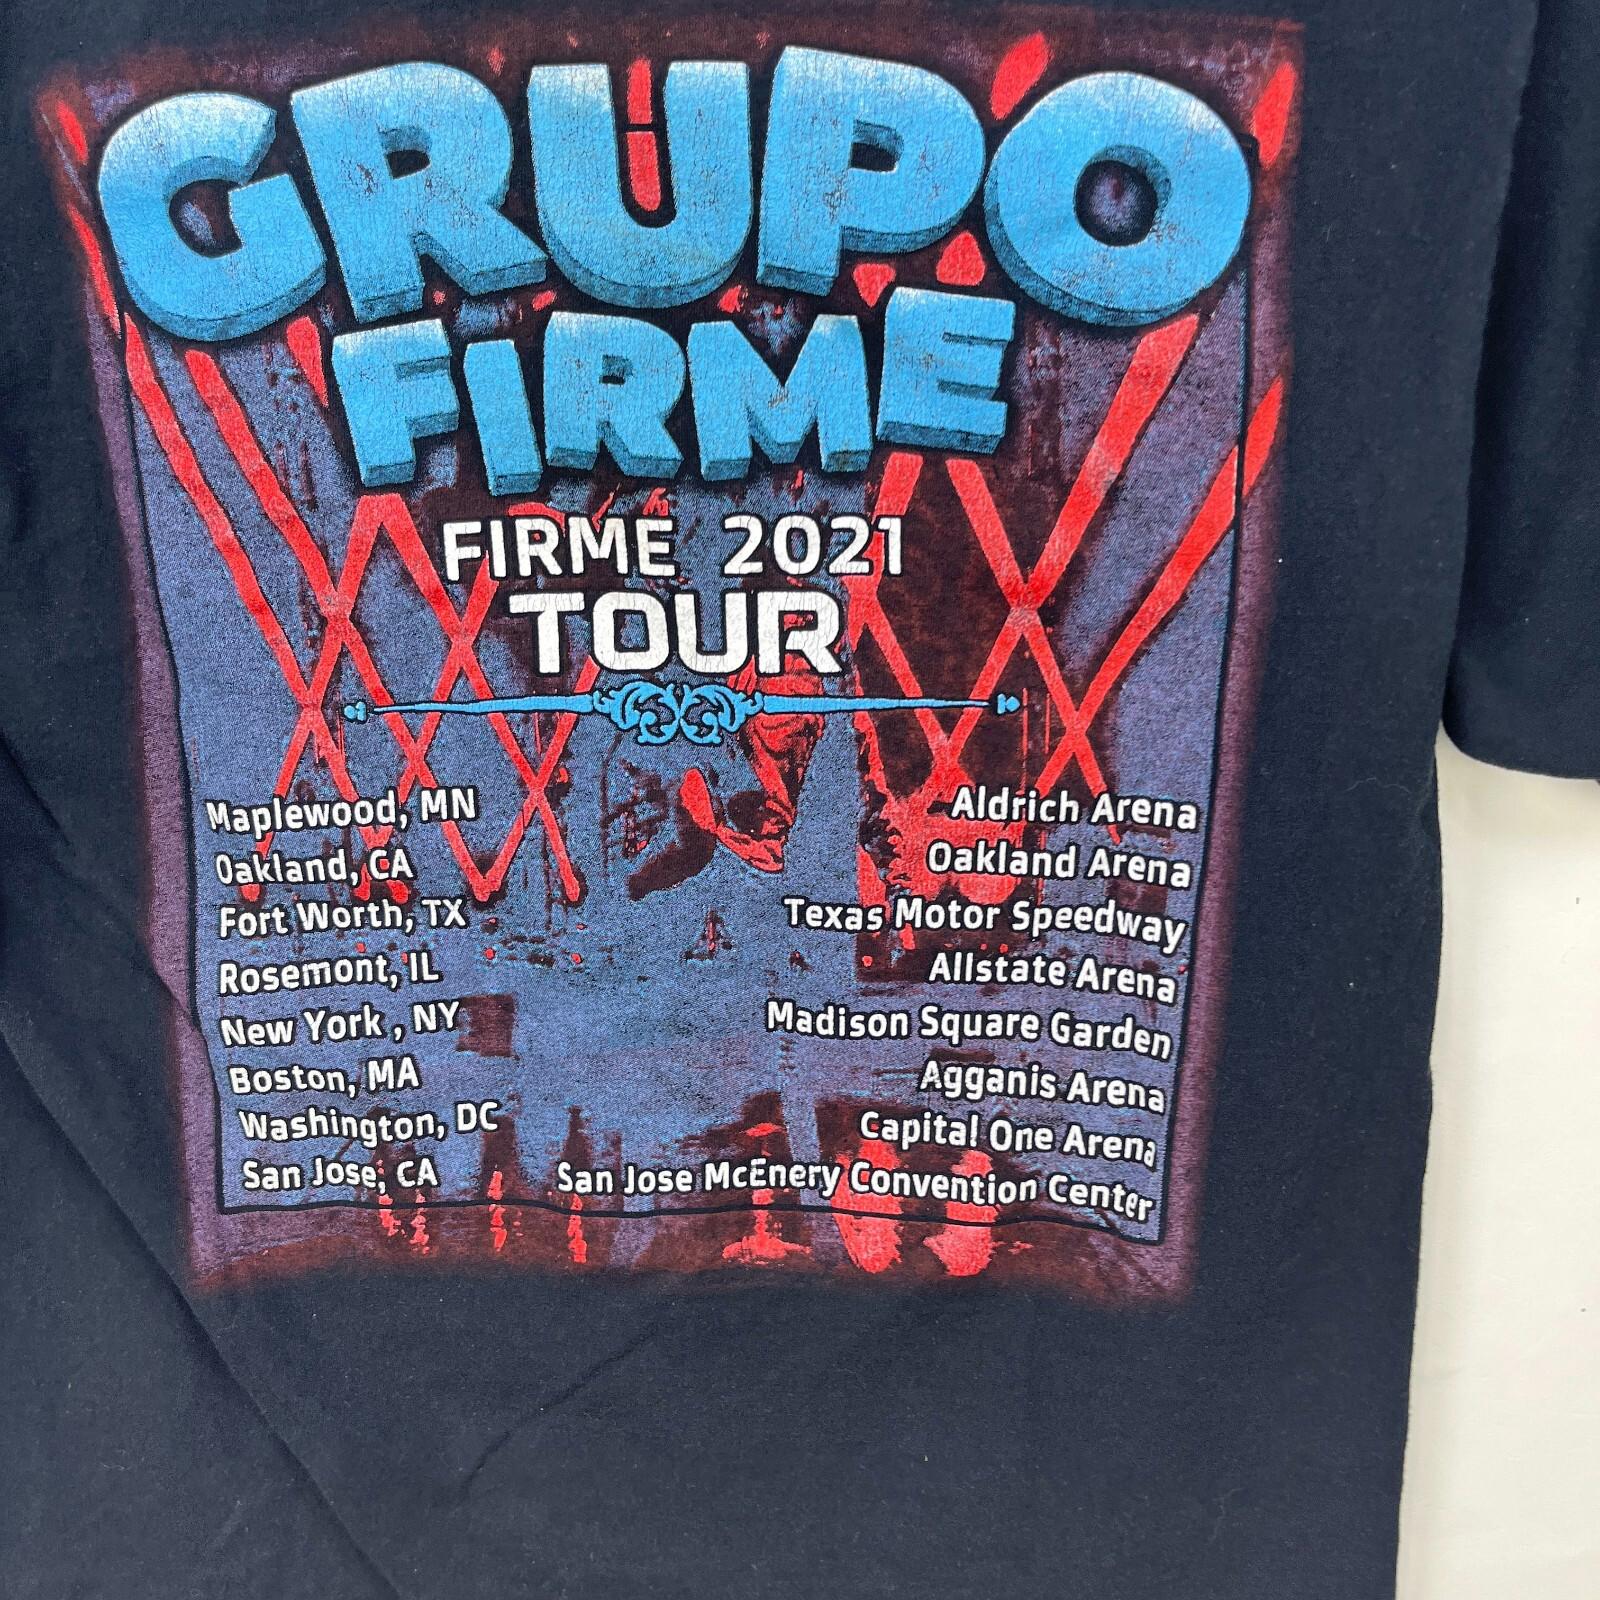 GRUPO
FiRME
FIRME 2021
TOUR
Maplewood, MN Aldrich Arena
Oakland, CA Oakland Arena
Fort Worth, TX Texas Motor Speedway
Rosemont, IL Allstate Arena
New York , NY Madison Square Garden
Boston, MA Agganis Arena
Washington, DC Capital One Arena
San Jose, CA San Jose McEnery Convention Center